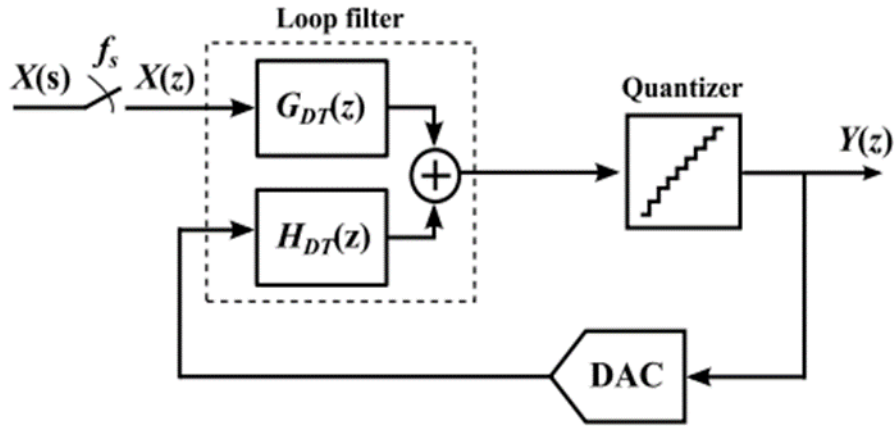 Loop filter
X(s)
fs
X(z)
GDT(z)
HDT(z)
Quantizer
Y(z)
DAC